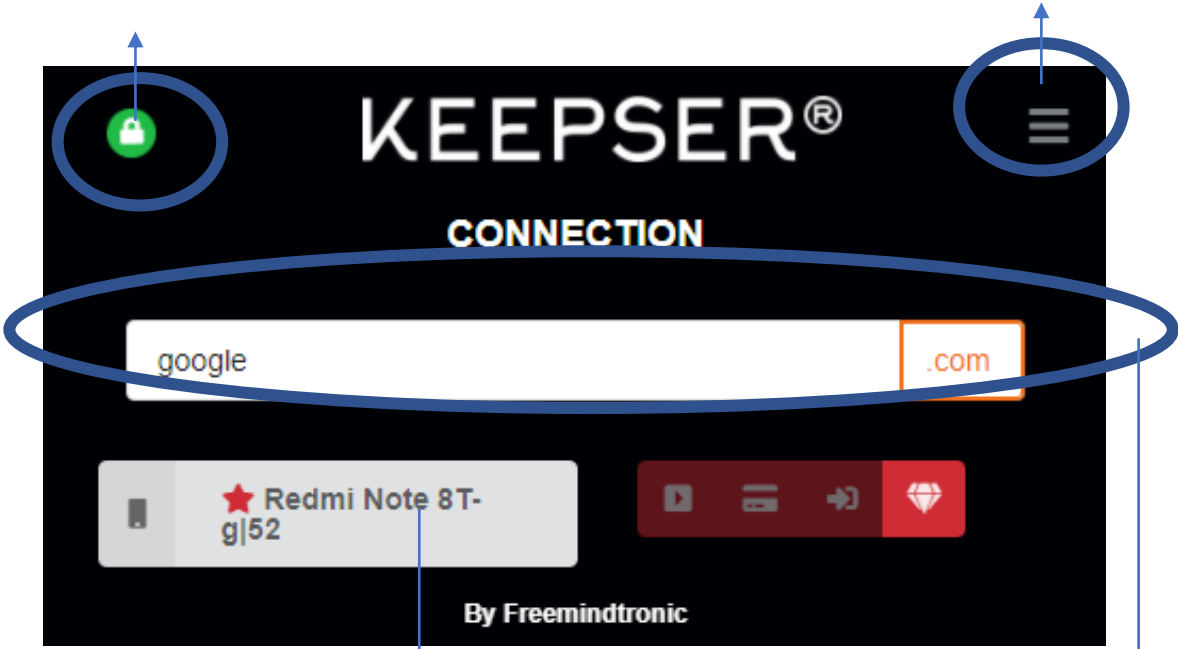 KEEPSER®
CONNECTION
google .com
Redmi Note 8T-
g|52
By Freemindtronic